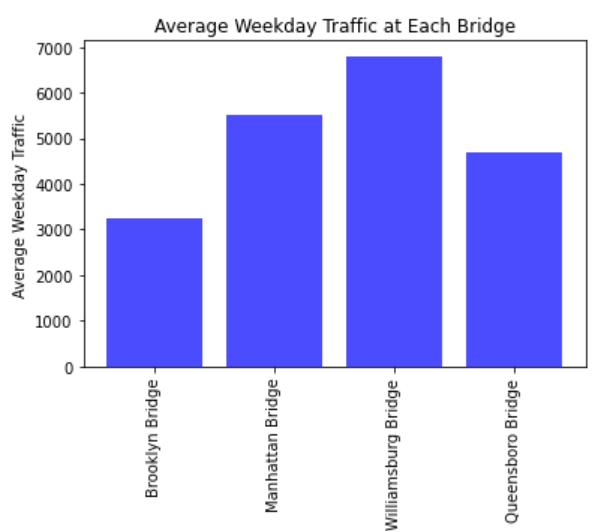 Average Weekday Traffic at Each Bridge
Average Weekday Traffic
7000
6000
5000
4000
3000
2000
1000
0
Brooklyn Bridge
Manhattan Bridge
Williamsburg Bridge
Queensboro Bridge